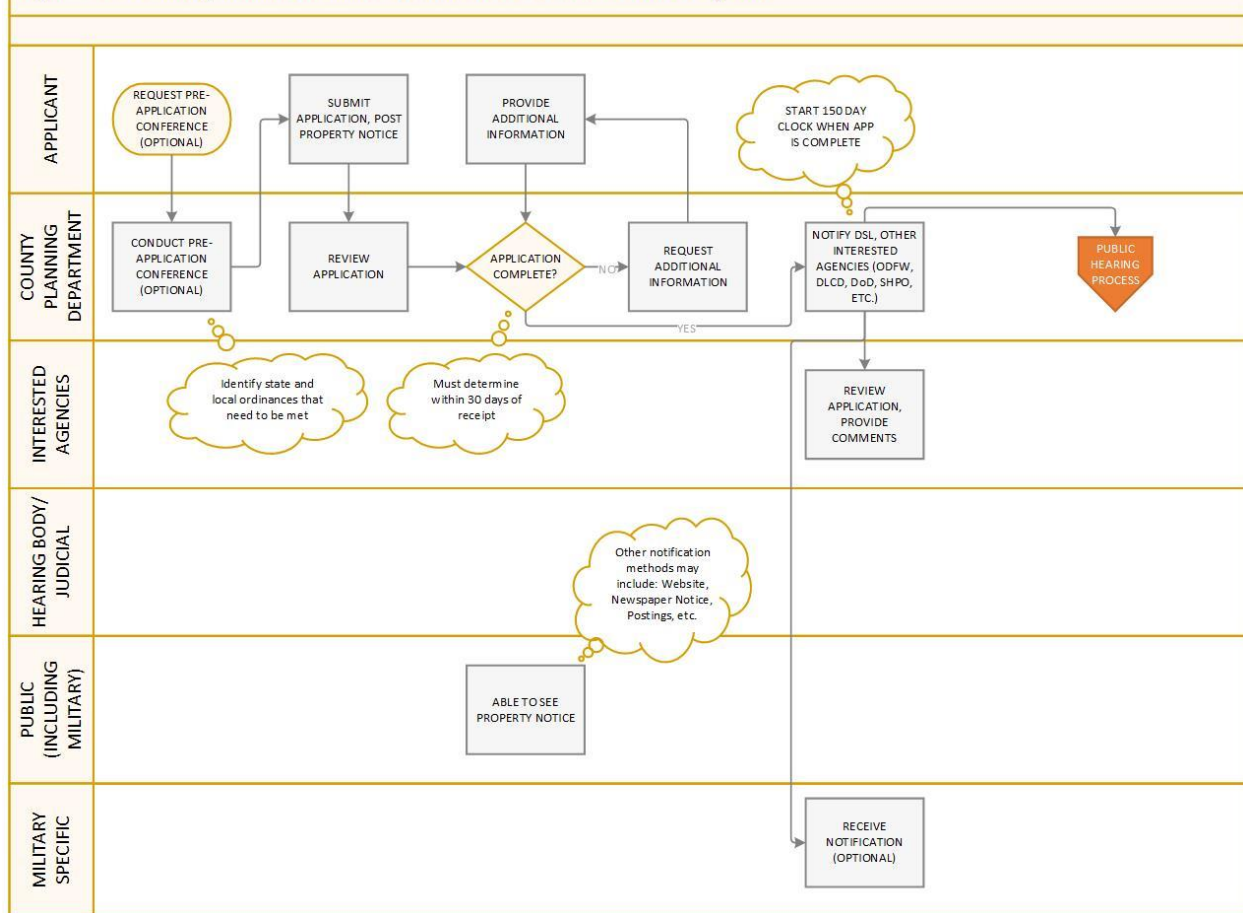 APPLICANT
REQUEST PRE-
APPLICATION
CONFERENCE
(OPTIONAL)
SUBMIT
APPLICATION, POST
PROPERTY NOTICE
PROVIDE
ADDITIONAL
INFORMATION
START 150 DAY
CLOCK WHEN APP
IS COMPLETE
COUNTY
PLANNING
DEPARTMENT
CONDUCT PRE-
APPLICATION
CONFERENCE
(OPTIONAL)
REVIEW
APPLICATION
APPLICATION
COMPLETE?
NO
YES
REQUEST
ADDITIONAL
INFORMATION
NOTIFY DSL, OTHER
INTERESTED
AGENCIES (ODFW,
DLCD, DoD, SHPO,
ETC.)
PUBLIC
HEARING
PROCESS
INTERESTED
AGENCIES
Identify state and
local ordinances that
need to be met
Must determine
within 30 days of
receipt
REVIEW
APPLICATION,
PROVIDE
COMMENTS
HEARING BODY/
JUDICIAL
Other notification
methods may
include: Website,
Newspaper Notice,
Postings, etc.
PUBLIC
(INCLUDING
MILITARY)
ABLE TO SEE
PROPERTY NOTICE
MILITARY
SPECIFIC
RECEIVE
NOTIFICATION
(OPTIONAL)